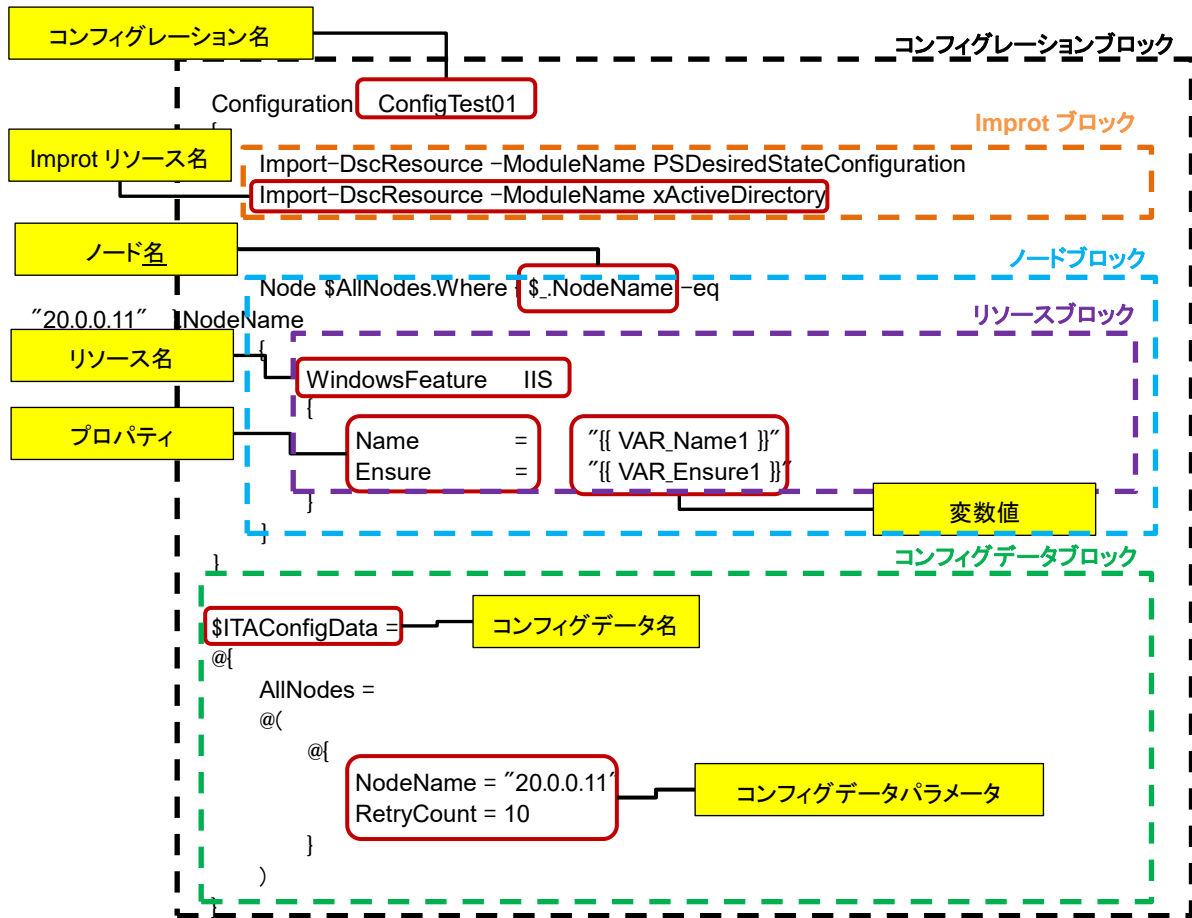 コンフィグレーション名
コンフィグレーションブロック
Configuration ConfigTest01
{
Improt ブロック
Improt リソース名
Import-DscResource -ModuleName PSDesiredStateConfiguration
Import-DscResource -ModuleName xActiveDirectory
ノード名
ノードブロック
Node $AllNodes.Where { $_.NodeName -eq
"20.0.0.11" }.NodeName
リソースブロック
{
リソース名
WindowsFeature IIS
{
プロパティ
Name = "{{ VAR_Name1 }}"
Ensure = "{{ VAR_Ensure1 }}"
}
変数値
}
}
コンフィグデータブロック
$ITAConfigData =
コンフィグデータ名
@{
AllNodes =
@(
@{
NodeName = "20.0.0.11"
RetryCount = 10
コンフィグデータパラメータ
}
)
}